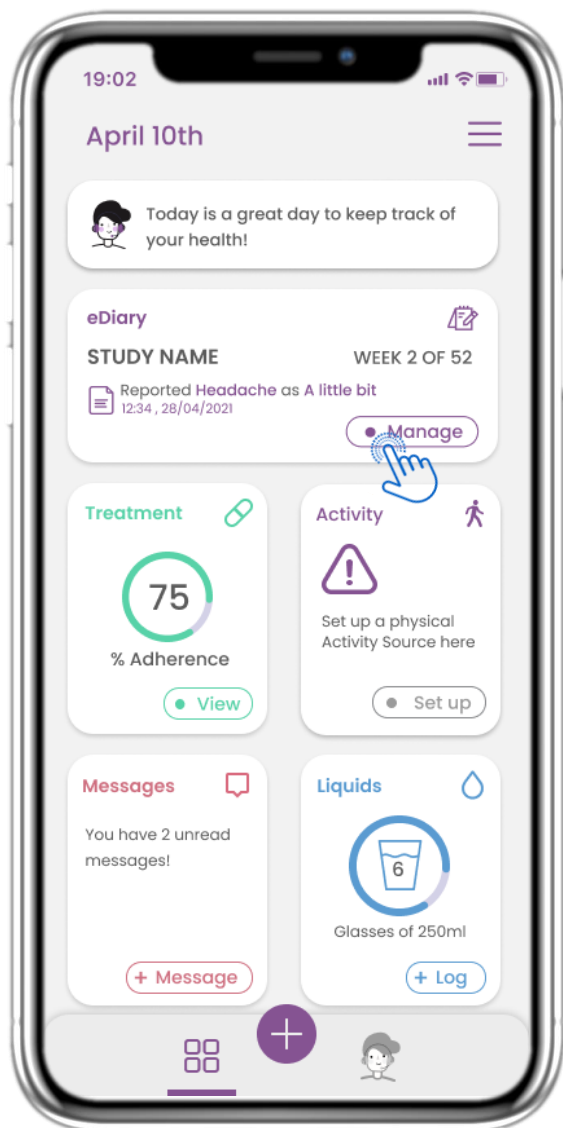 19:02
April 10th
Today is a great day to keep track of
your health!
eDiary
STUDY NAME WEEK 2 OF 52
Reported Headache as A little bit
12:34 , 28/04/2021
Manage
Treatment
75
% Adherence
View
Activity
Set up a physical
Activity Source here
Set up
Messages
You have 2 unread
messages!
+ Message
Liquids
6
Glasses of 250ml
+ Log